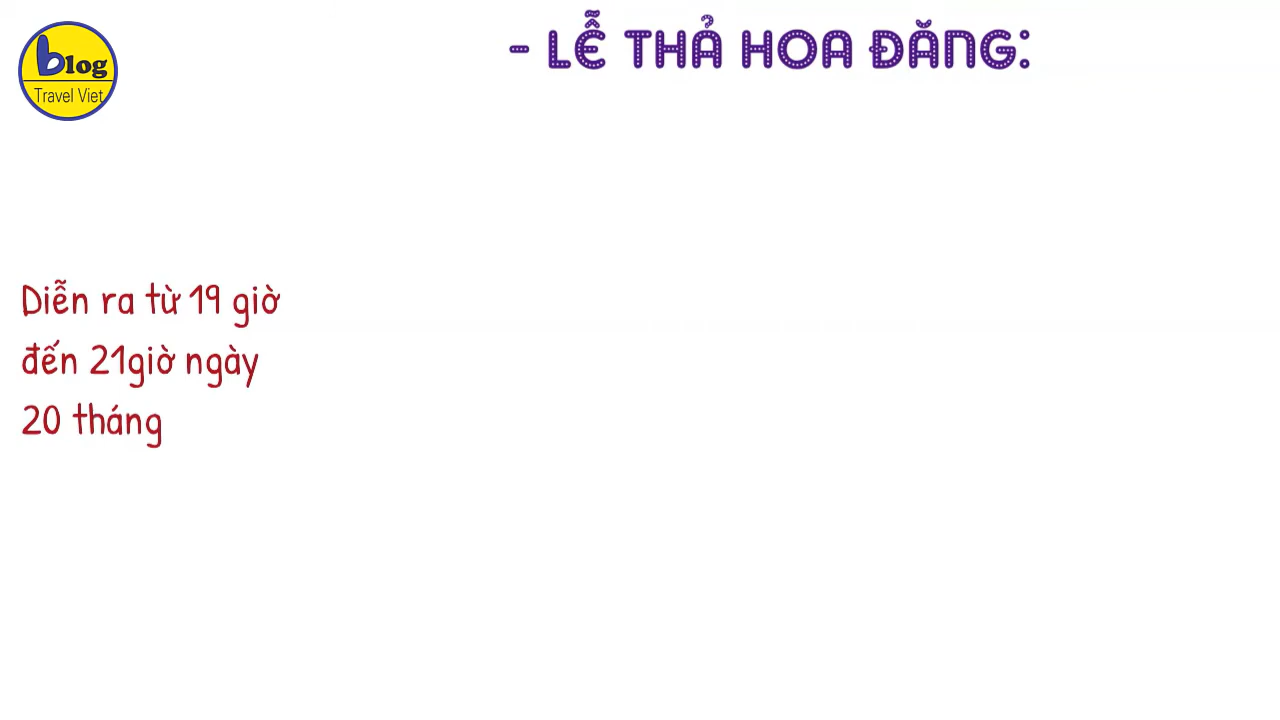 blog
Travel Viet
- LỄ THẢ HOA ĐĂNG:
Diễn ra từ 19 giờ
đến 21giờ ngày
20 tháng